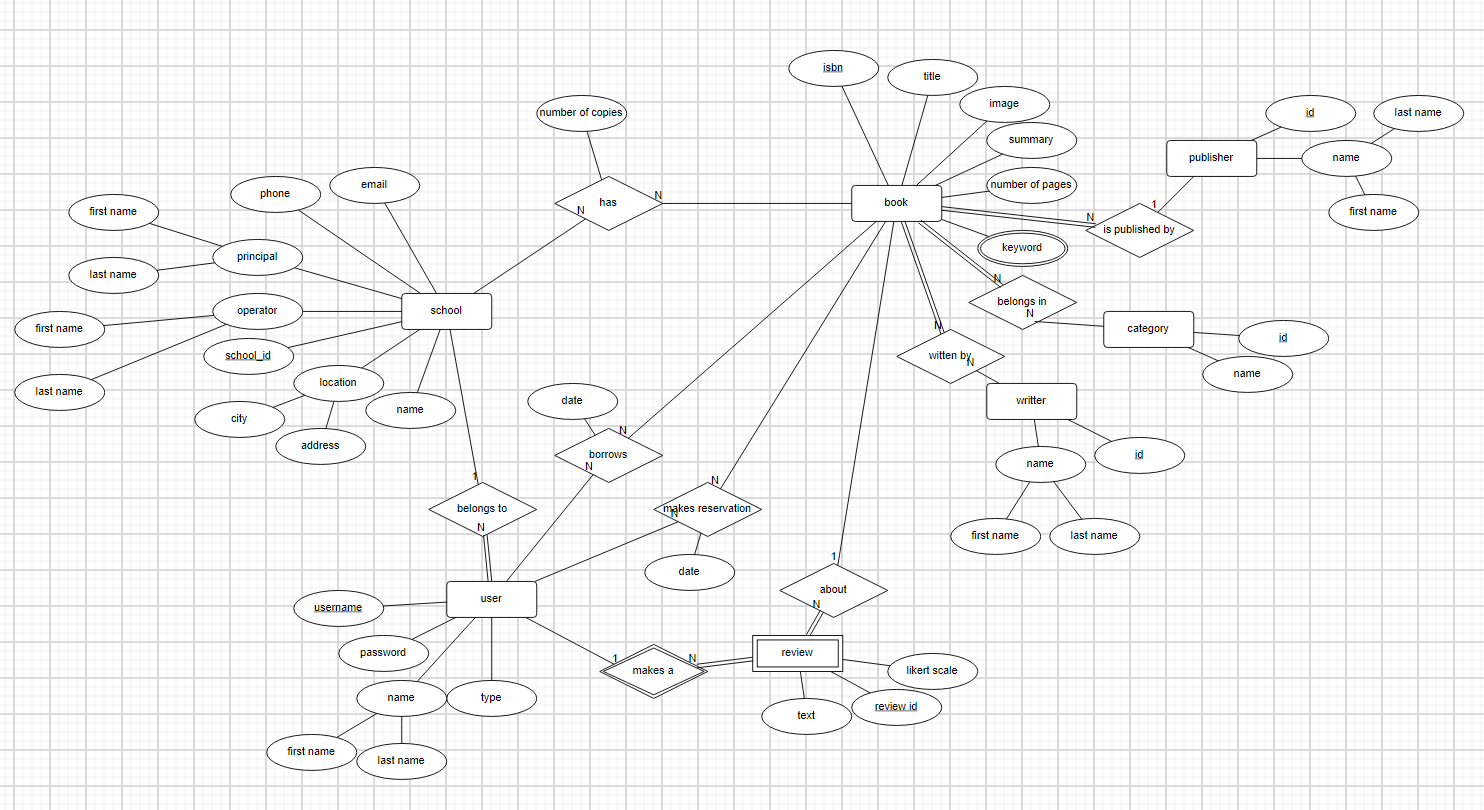 isbn
title
image
summary
number of pages
keyword
book
number of copies
has
N
N
id
last name
publisher
name
first name
1
N
is published by
phone
email
first name
principal
last name
operator
first name
school
school_id
last name
location
city
address
name
N
belongs in
N
category
id
name
N
witten by
N
writter
name
id
first name
last name
date
N
borrows
N
N
makes reservation
N
date
1
belongs to
N
1
about
N
user
username
password
name
type
first name
last name
1
makes a
N
review
likert scale
review id
text